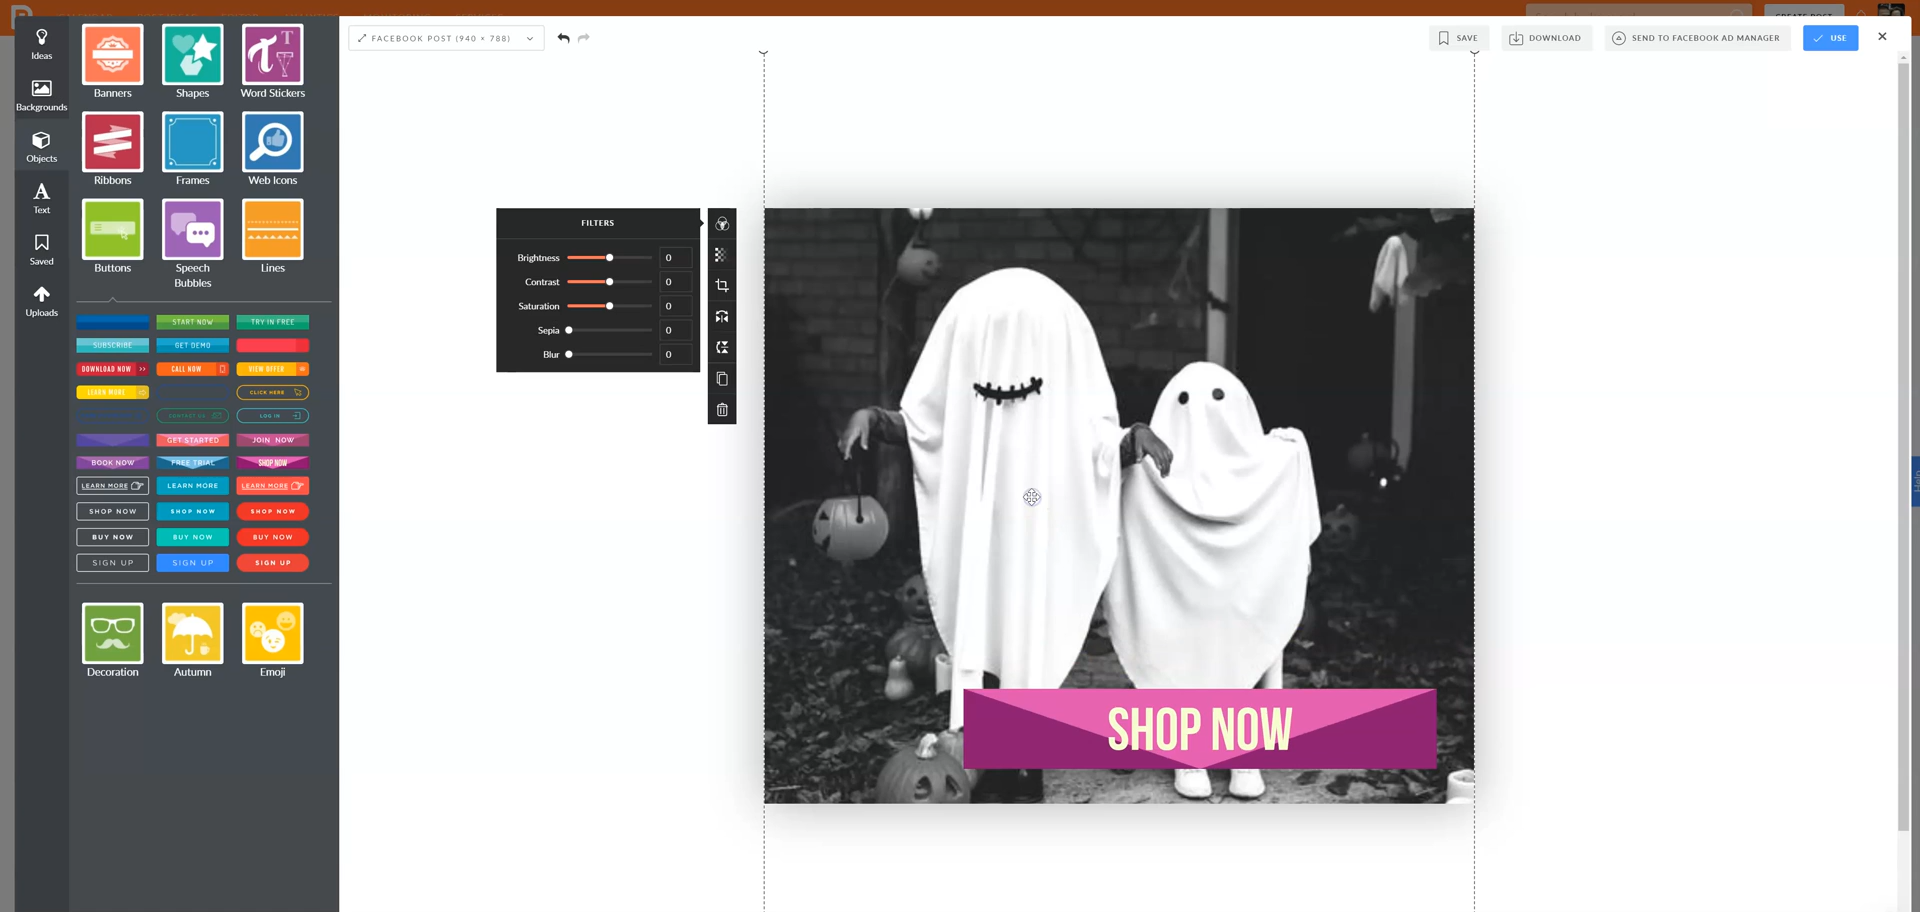 FACEBOOK POST (940 × 788)
SAVE
DOWNLOAD
SEND TO FACEBOOK AD MANAGER
USE
Ideas
Backgrounds
Objects
Text
Saved
Uploads
Banners
Shapes
Word Stickers
Ribbons
Frames
Web Icons
Buttons
Speech
Bubbles
Lines
START NOW
TRY IN FREE
SUBSCRIBE
GET DEMO
DOWNLOAD NOW
CALL NOW
VIEW OFFER
LEARN MORE
CLICK HERE
CONTACT US
LOG IN
GET STARTED
JOIN NOW
BOOK NOW
FREE TRIAL
SHOP NOW
LEARN MORE
LEARN MORE
LEARN MORE
SHOP NOW
SHOP NOW
SHOP NOW
BUY NOW
BUY NOW
BUY NOW
SIGN UP
SIGN UP
SIGN UP
Decoration
Autumn
Emoji
FILTERS
Brightness 0
Contrast 0
Saturation 0
Sepia 0
Blur 0
SHOP NOW
Help